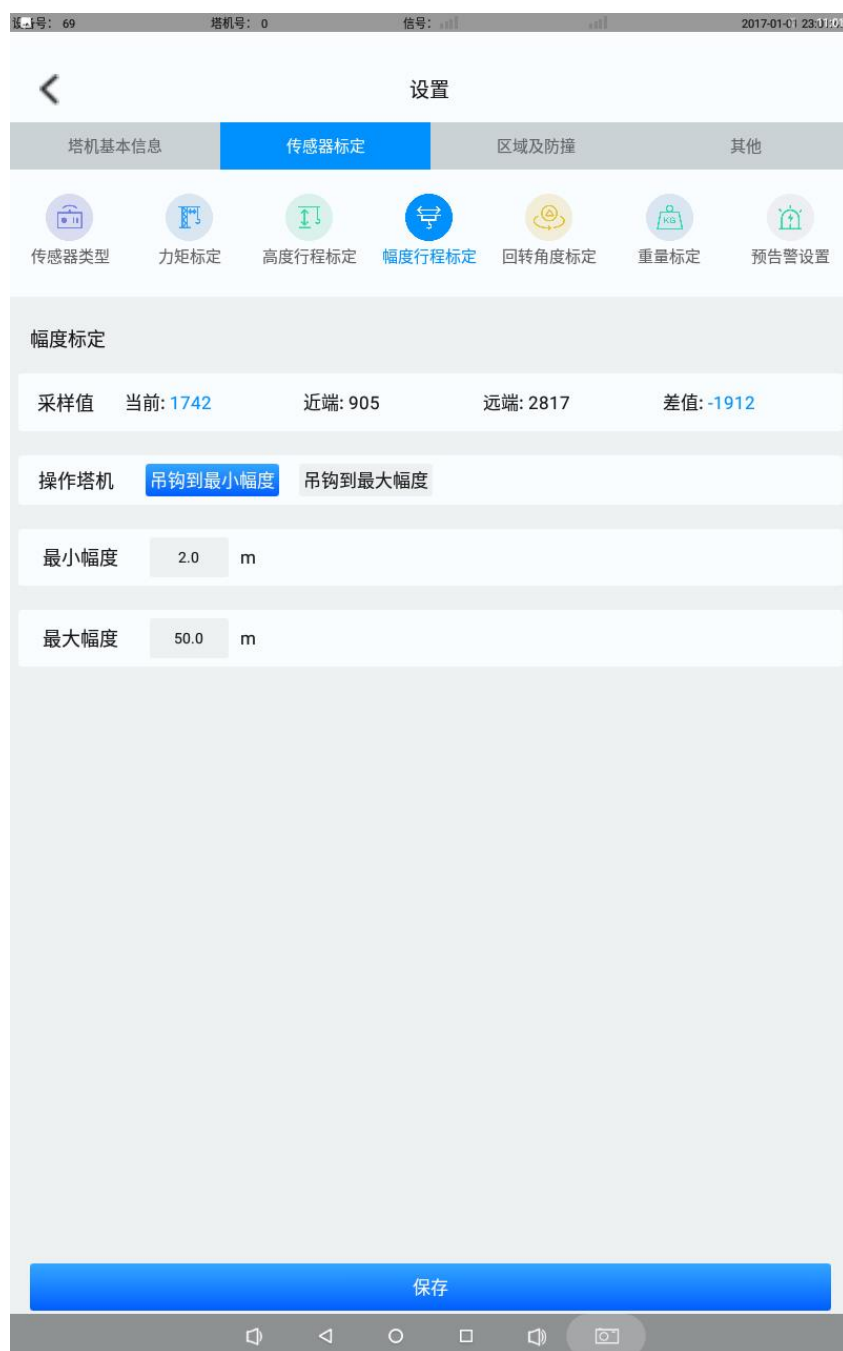 号: 69 塔机号: 0 信号: 2017-01-01 23:01:01
设置
塔机基本信息 传感器标定 区域及防撞 其他
传感器类型 力矩标定 高度行程标定 幅度行程标定 回转角度标定 重量标定 预告警设置
幅度标定
采样值 当前: 1742 近端: 905 远端: 2817 差值: -1912
操作塔机 吊钩到最小幅度 吊钩到最大幅度
最小幅度 2.0 m
最大幅度 50.0 m
保存